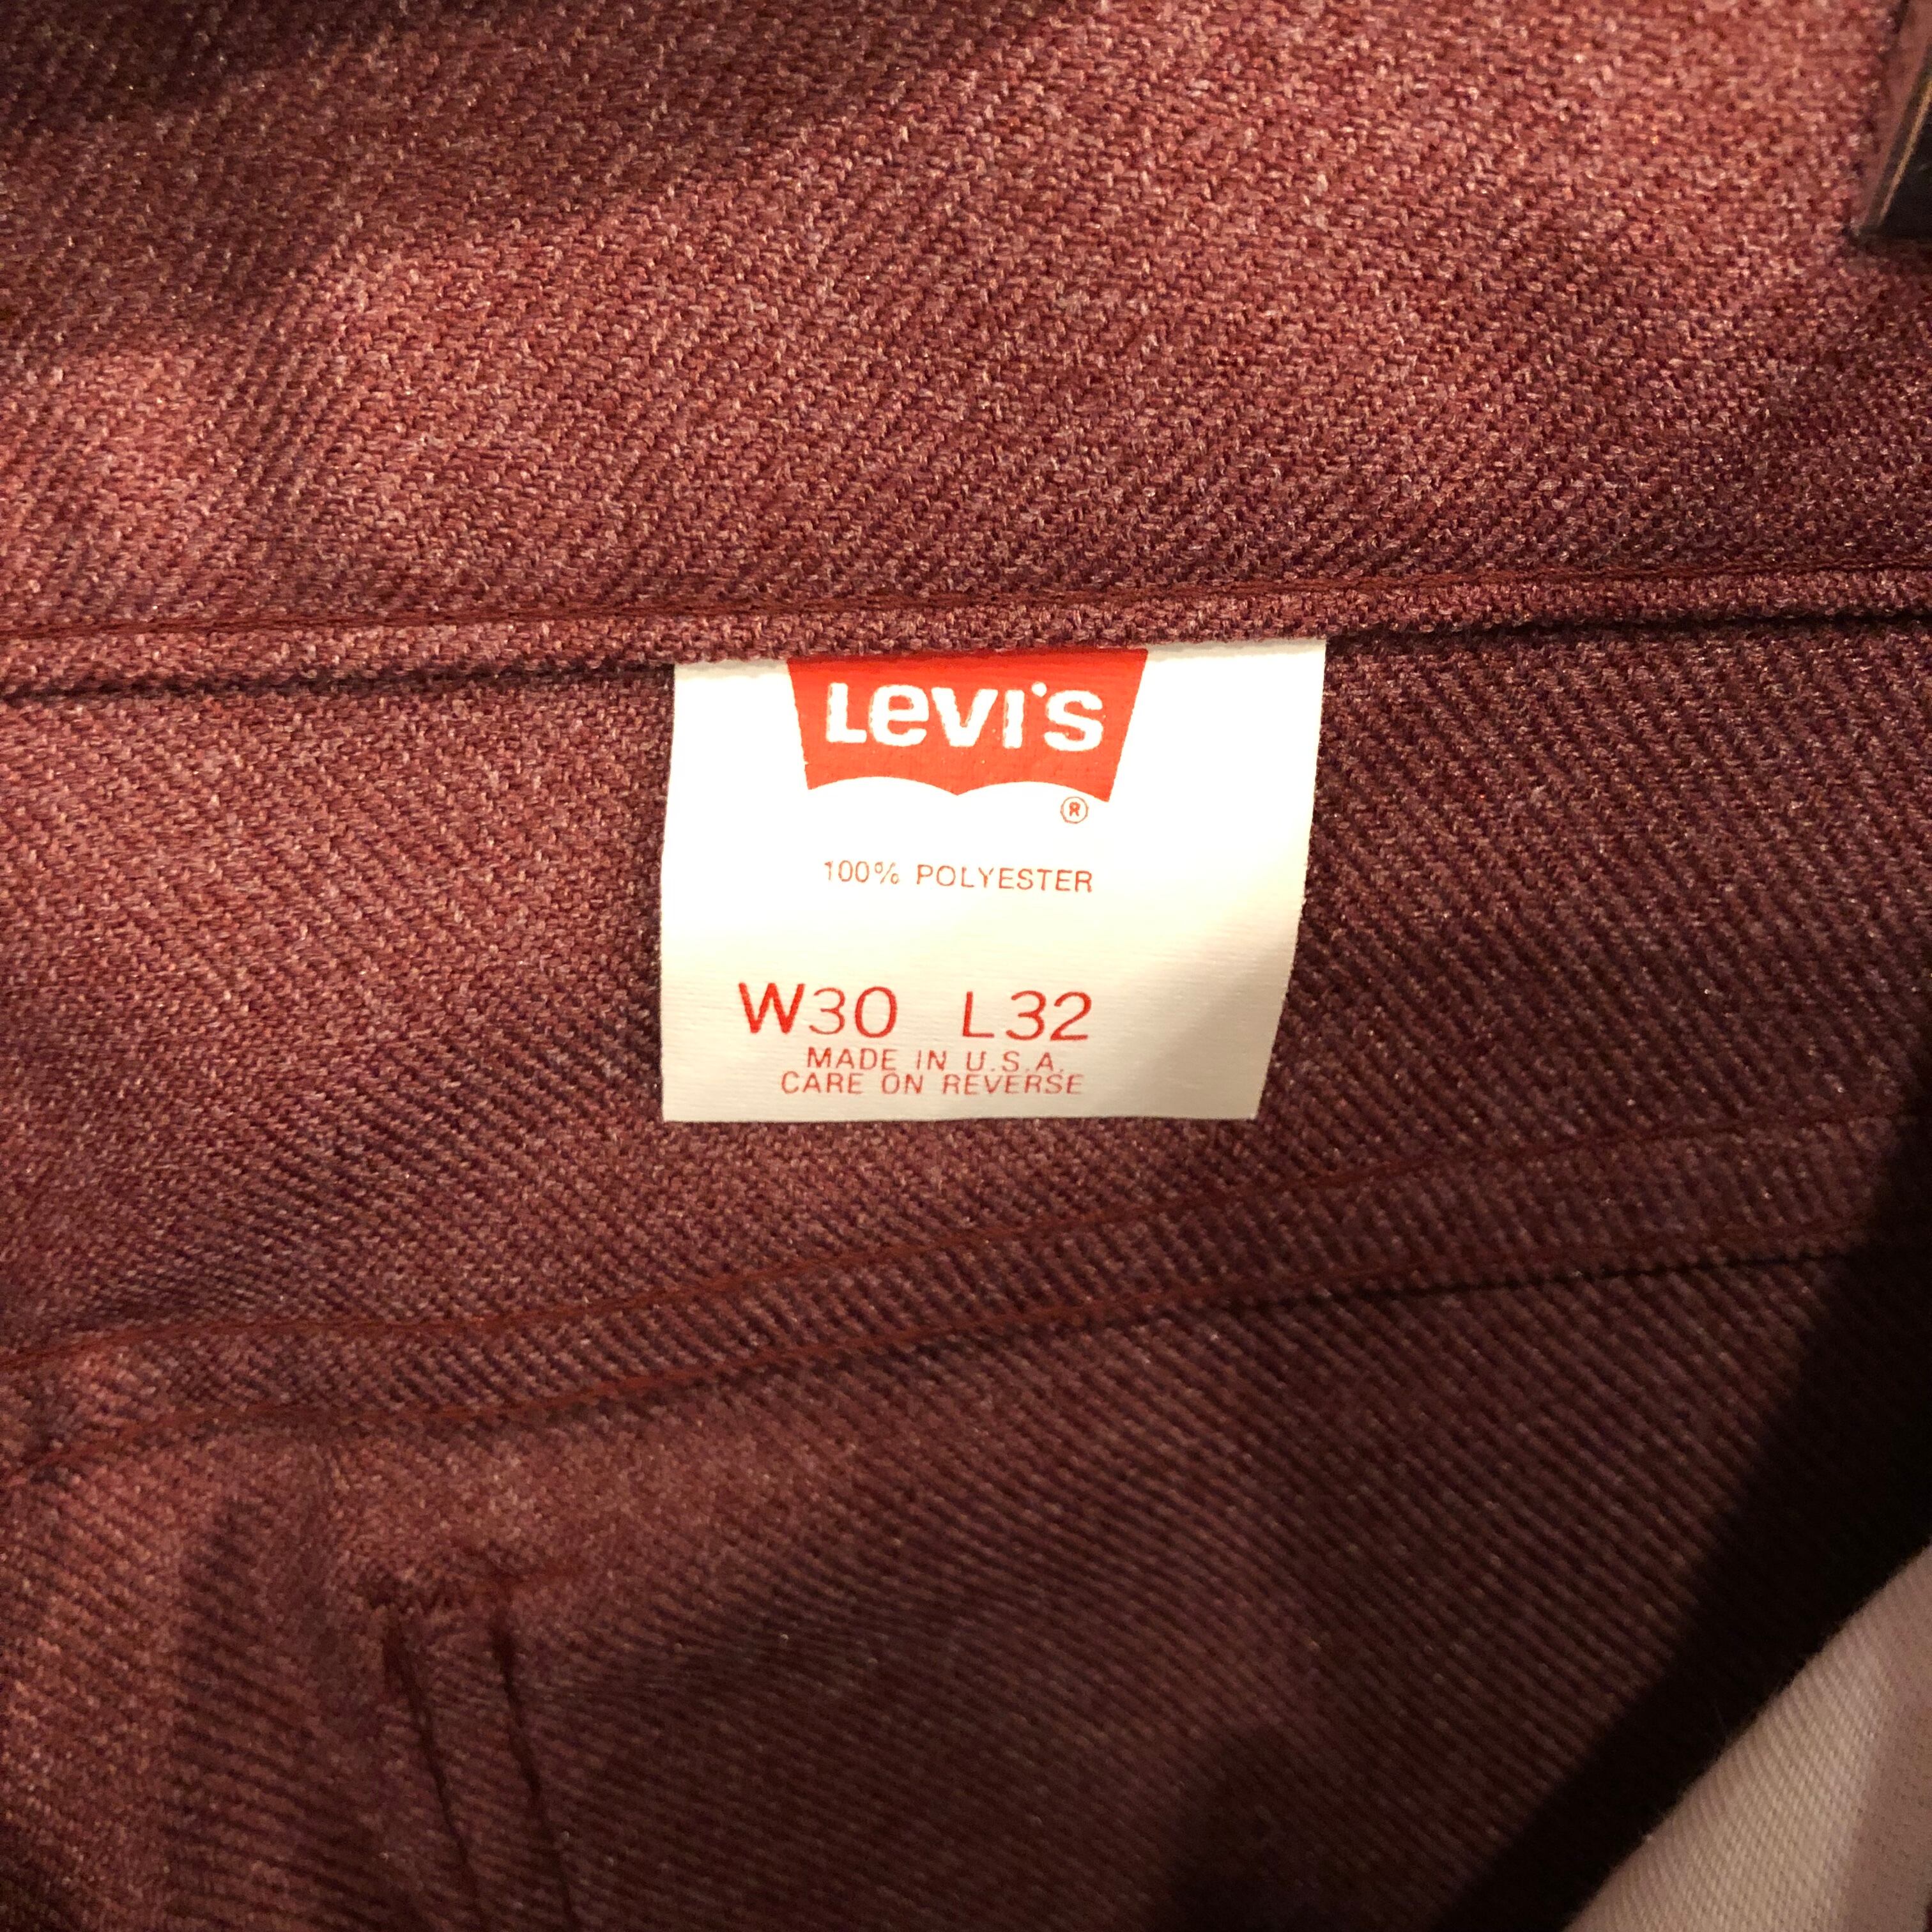 Levi's
®
100% POLYESTER
W30 L32
MADE IN U.S.A.
CARE ON REVERSE